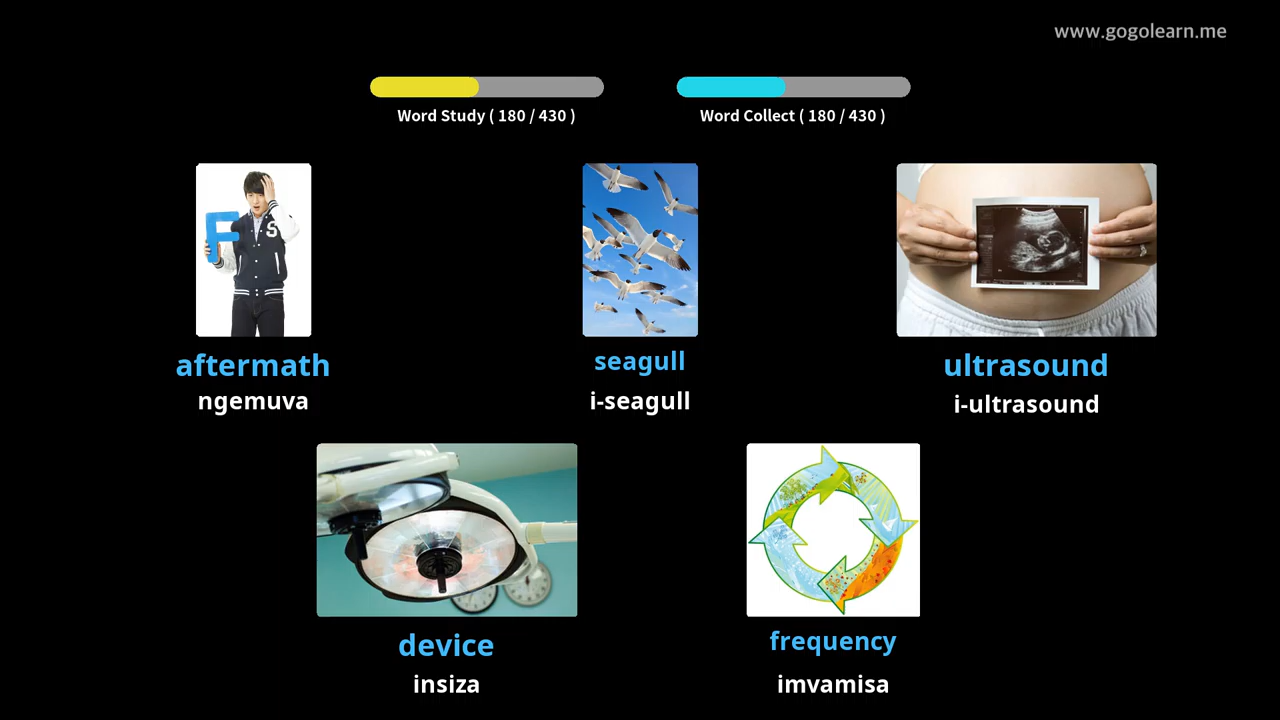 www.gogolearn.me
Word Study ( 180 / 430 )
Word Collect ( 180 / 430 )
F
S
aftermath
ngemuva
seagull
i-seagull
ultrasound
i-ultrasound
device
insiza
frequency
imvamisa